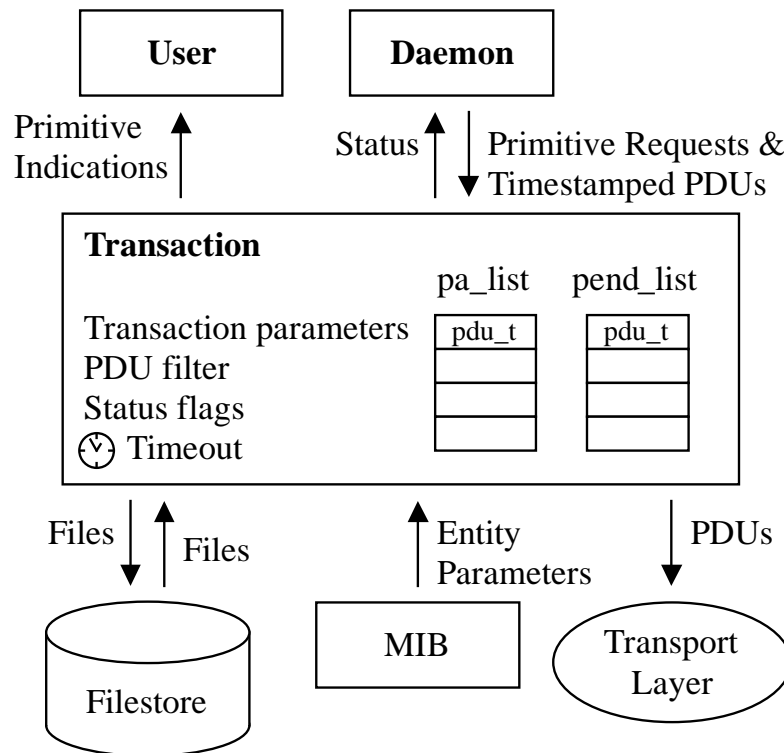 User
Daemon
Primitive
Indications
Status
Primitive Requests &
Timestamped PDUs
Transaction
pa_list
pend_list
Transaction parameters
pdu_t
pdu_t
PDU filter
Status flags
Timeout
Files
Files
Entity
Parameters
PDUs
Filestore
MIB
Transport
Layer